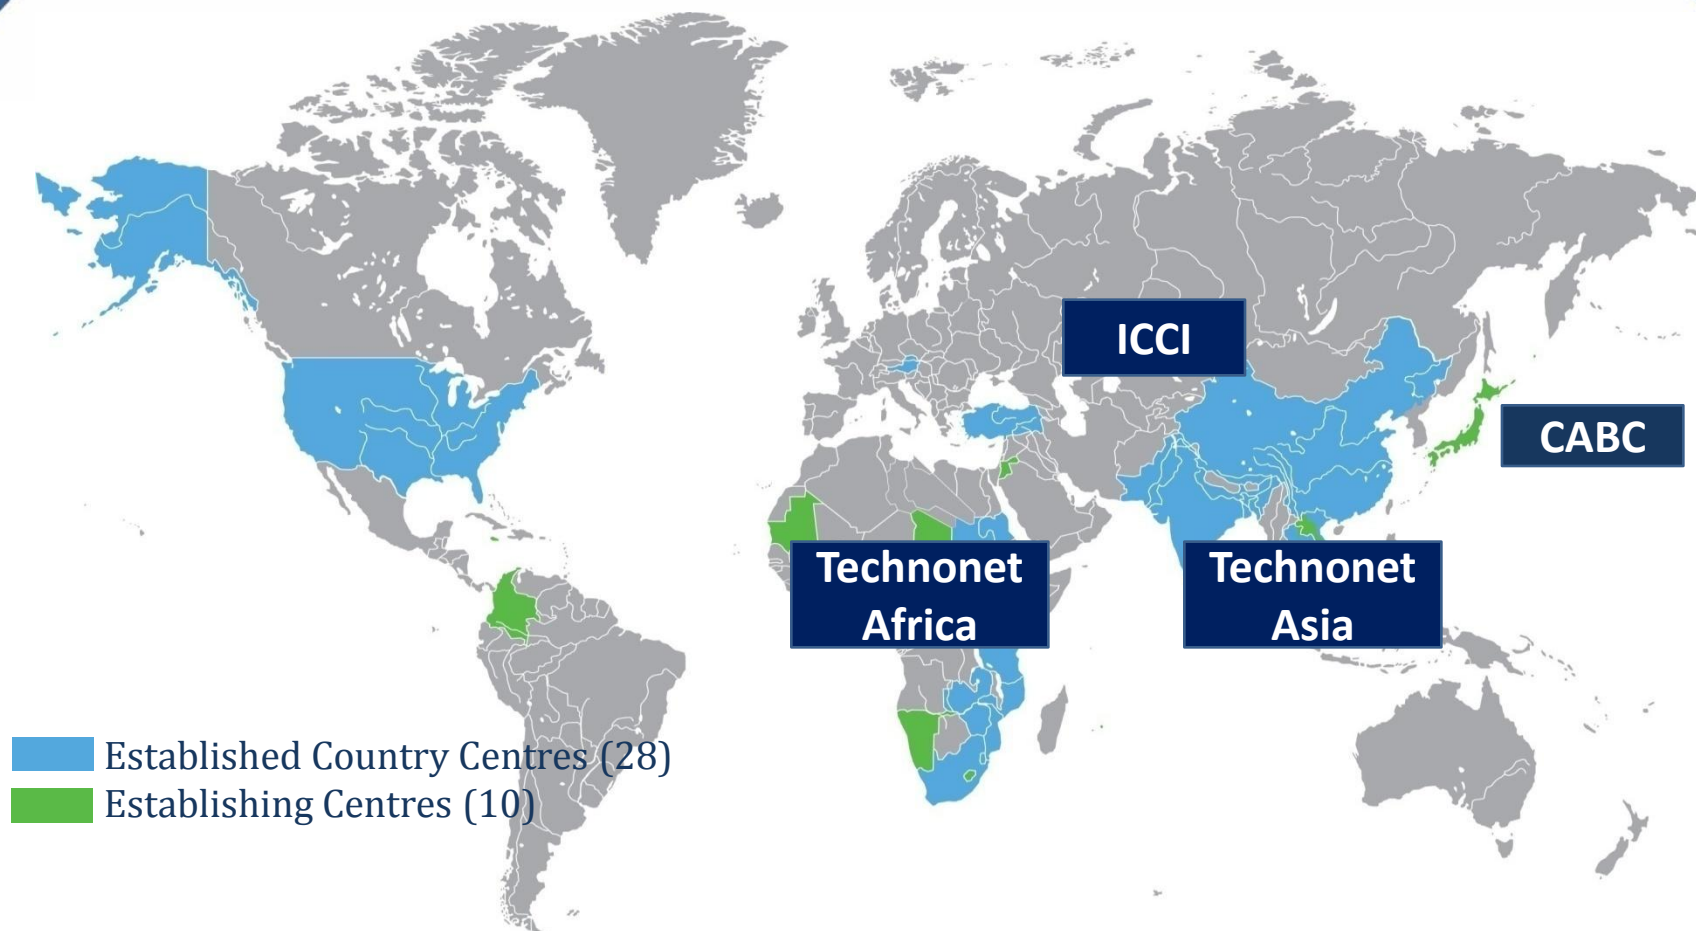 ICCI
CABC
Technonet
Africa
Technonet
Asia
Established Country Centres (28)
Establishing Centres (10)